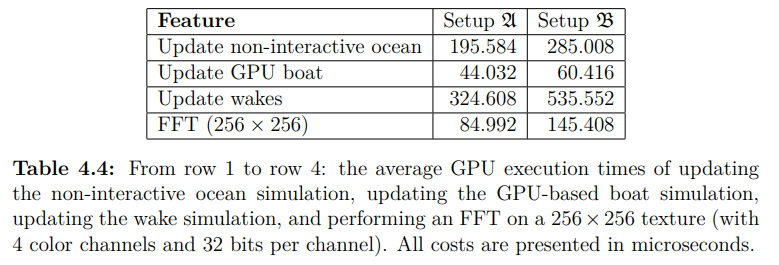 Feature Setup 𝔄 Setup 𝔅
Update non-interactive ocean 195.584 285.008
Update GPU boat 44.032 60.416
Update wakes 324.608 535.552
FFT (256 × 256) 84.992 145.408
Table 4.4: From row 1 to row 4: the average GPU execution times of updating
the non-interactive ocean simulation, updating the GPU-based boat simulation,
updating the wake simulation, and performing an FFT on a 256 × 256 texture (with
4 color channels and 32 bits per channel). All costs are presented in microseconds.